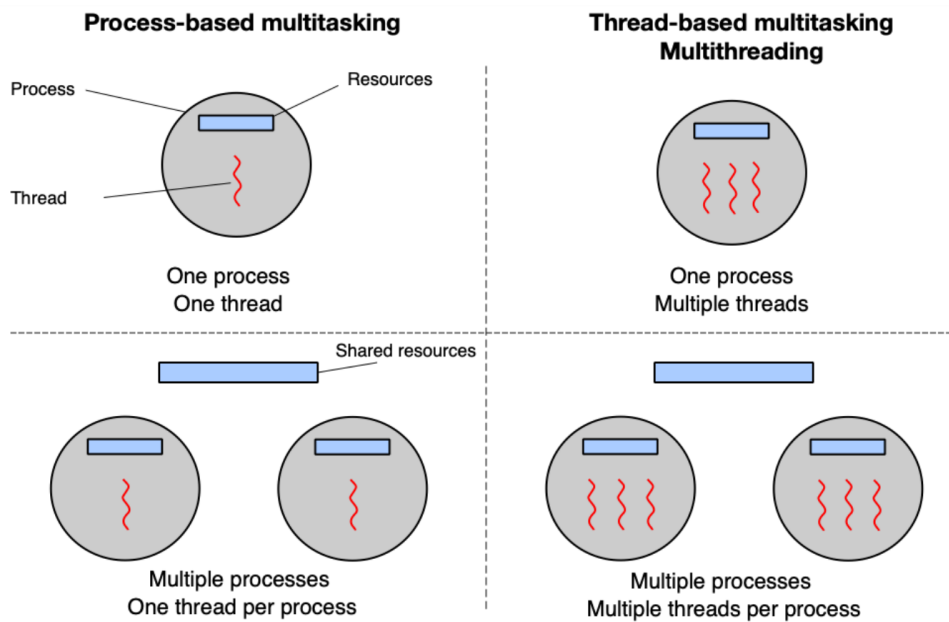 Process-based multitasking
Thread-based multitasking
Multithreading
Process
Resources
Thread
One process
One thread
One process
Multiple threads
Shared resources
Multiple processes
One thread per process
Multiple processes
Multiple threads per process